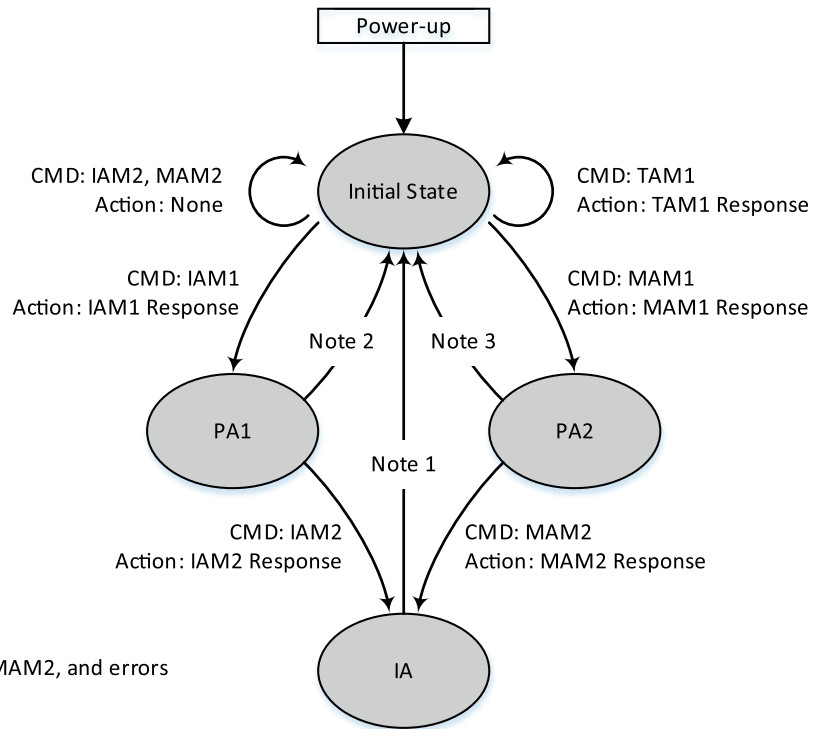 Power-up
CMD: IAM2, MAM2
Action: None
Initial State
CMD: TAM1
Action: TAM1 Response
CMD: IAM1
Action: IAM1 Response
CMD: MAM1
Action: MAM1 Response
Note 2
Note 3
PA1
PA2
Note 1
CMD: IAM2
Action: IAM2 Response
CMD: MAM2
Action: MAM2 Response
MAM2, and errors
IA